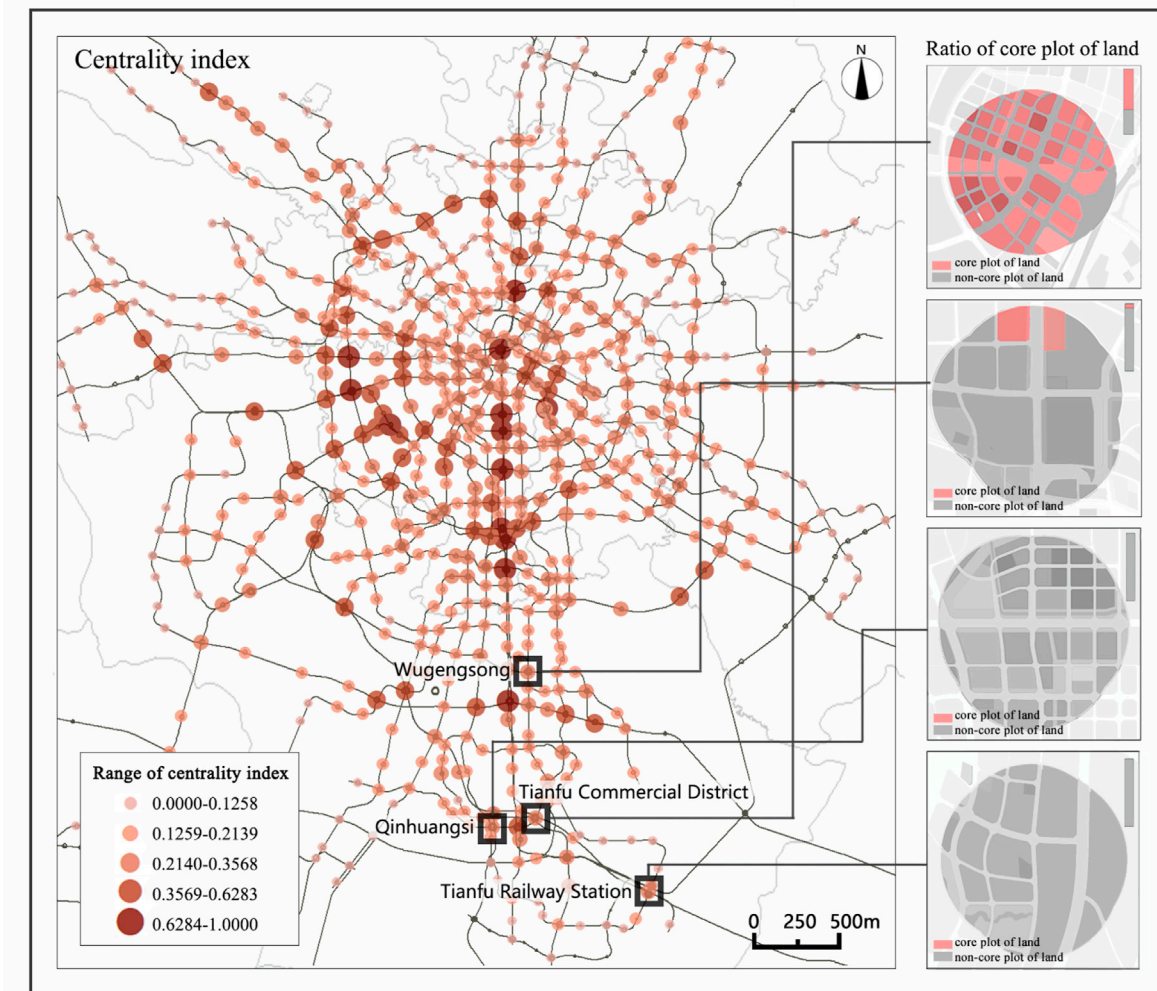 Centrality index
N
Ratio of core plot of land
core plot of land
non-core plot of land
core plot of land
non-core plot of land
core plot of land
non-core plot of land
core plot of land
non-core plot of land
Wugengsong
Tianfu Commercial District
Qinhuangsi
Tianfu Railway Station
Range of centrality index
0.0000-0.1258
0.1259-0.2139
0.2140-0.3568
0.3569-0.6283
0.6284-1.0000
0 250 500m